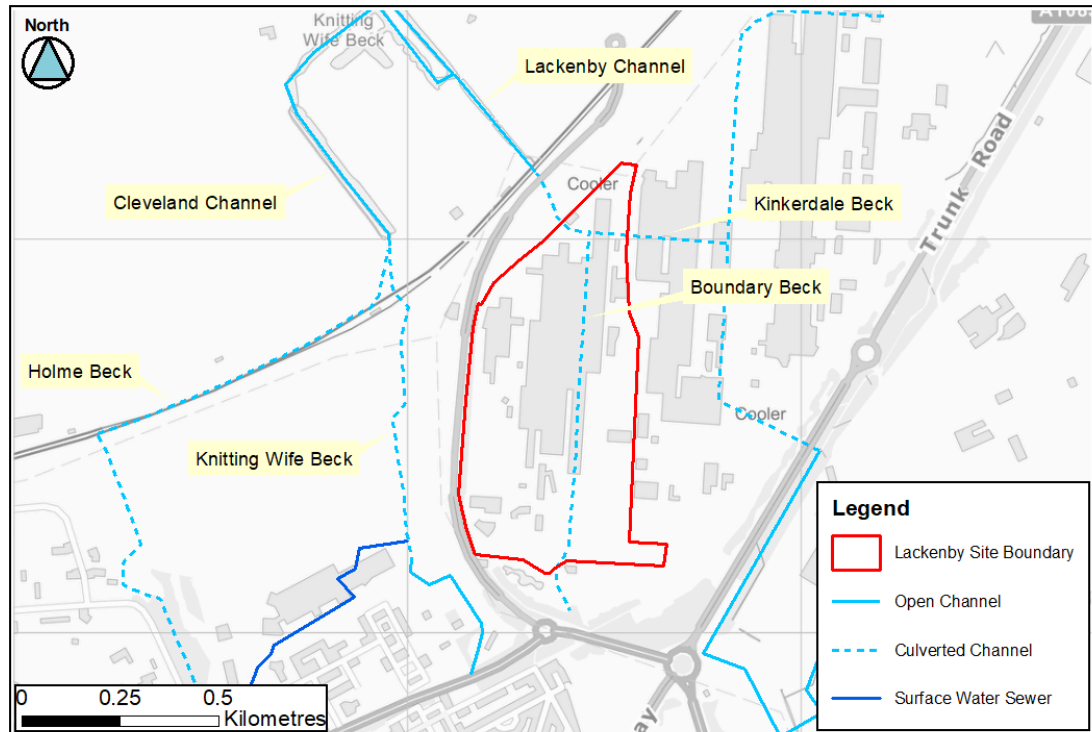 North
Knitting
Wife Beck
A108
Lackenby Channel
Cleveland Channel
Cooler
Kinkerdale Beck
Trunk Road
Boundary Beck
Holme Beck
Cooler
Knitting Wife Beck
Legend
Lackenby Site Boundary
Open Channel
Culverted Channel
Surface Water Sewer
0 0.25 0.5
Kilometres
ay